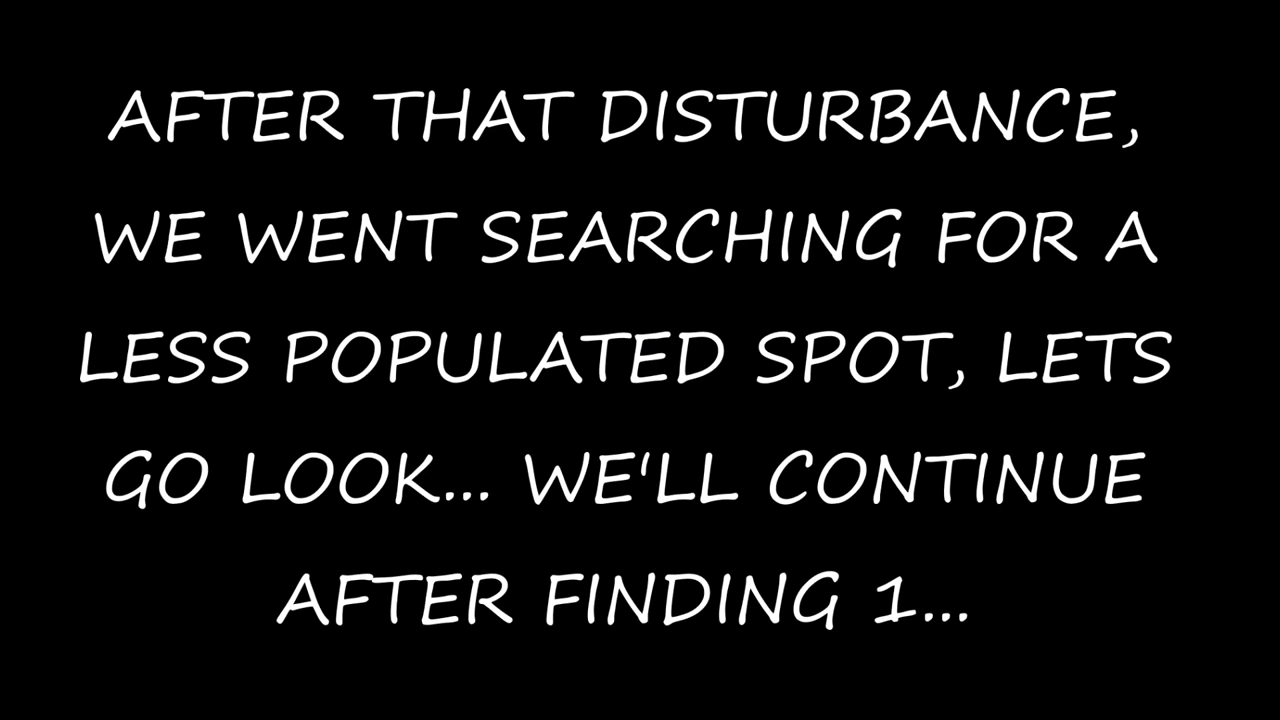 AFTER THAT DISTURBANCE,
WE WENT SEARCHING FOR A
LESS POPULATED SPOT, LETS
GO LOOK... WE'LL CONTINUE
AFTER FINDING 1...